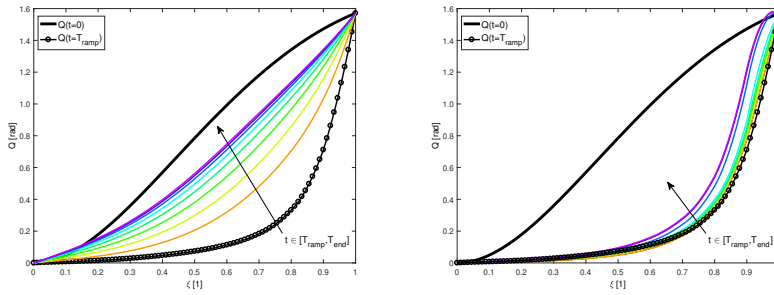 1.6
1.4
1.2
1
0.8
0.6
0.4
0.2
0
Q [rad]
Q(t=0)
Q(t=T_ramp)
t ∈ [T_ramp,T_end]
0 0.1 0.2 0.3 0.4 0.5 0.6 0.7 0.8 0.9 1
ξ [1]
1.6
1.4
1.2
1
0.8
0.6
0.4
0.2
0
Q [rad]
Q(t=0)
Q(t=T_ramp)
t ∈ [T_ramp,T_end]
0 0.1 0.2 0.3 0.4 0.5 0.6 0.7 0.8 0.9
ξ [1]